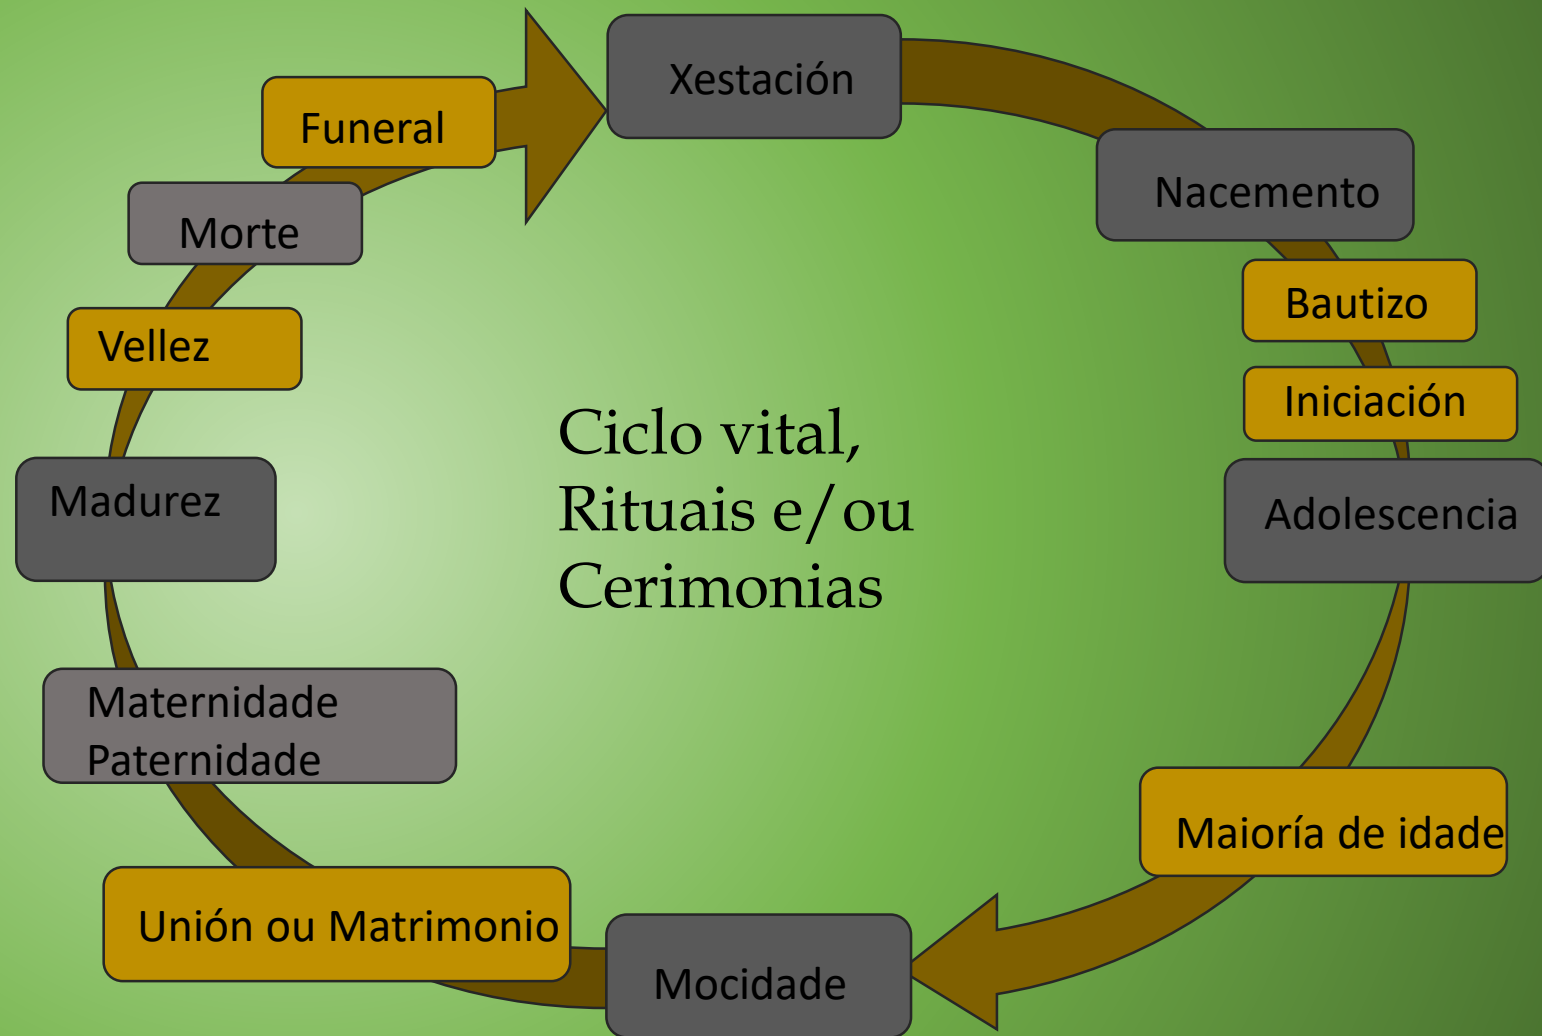 Xestación
Nacemento
Bautizo
Iniciación
Adolescencia
Maioría de idade
Mocidade
Unión ou Matrimonio
Maternidade
Paternidade
Madurez
Vellez
Morte
Funeral
Ciclo vital,
Rituais e/ou
Cerimonias